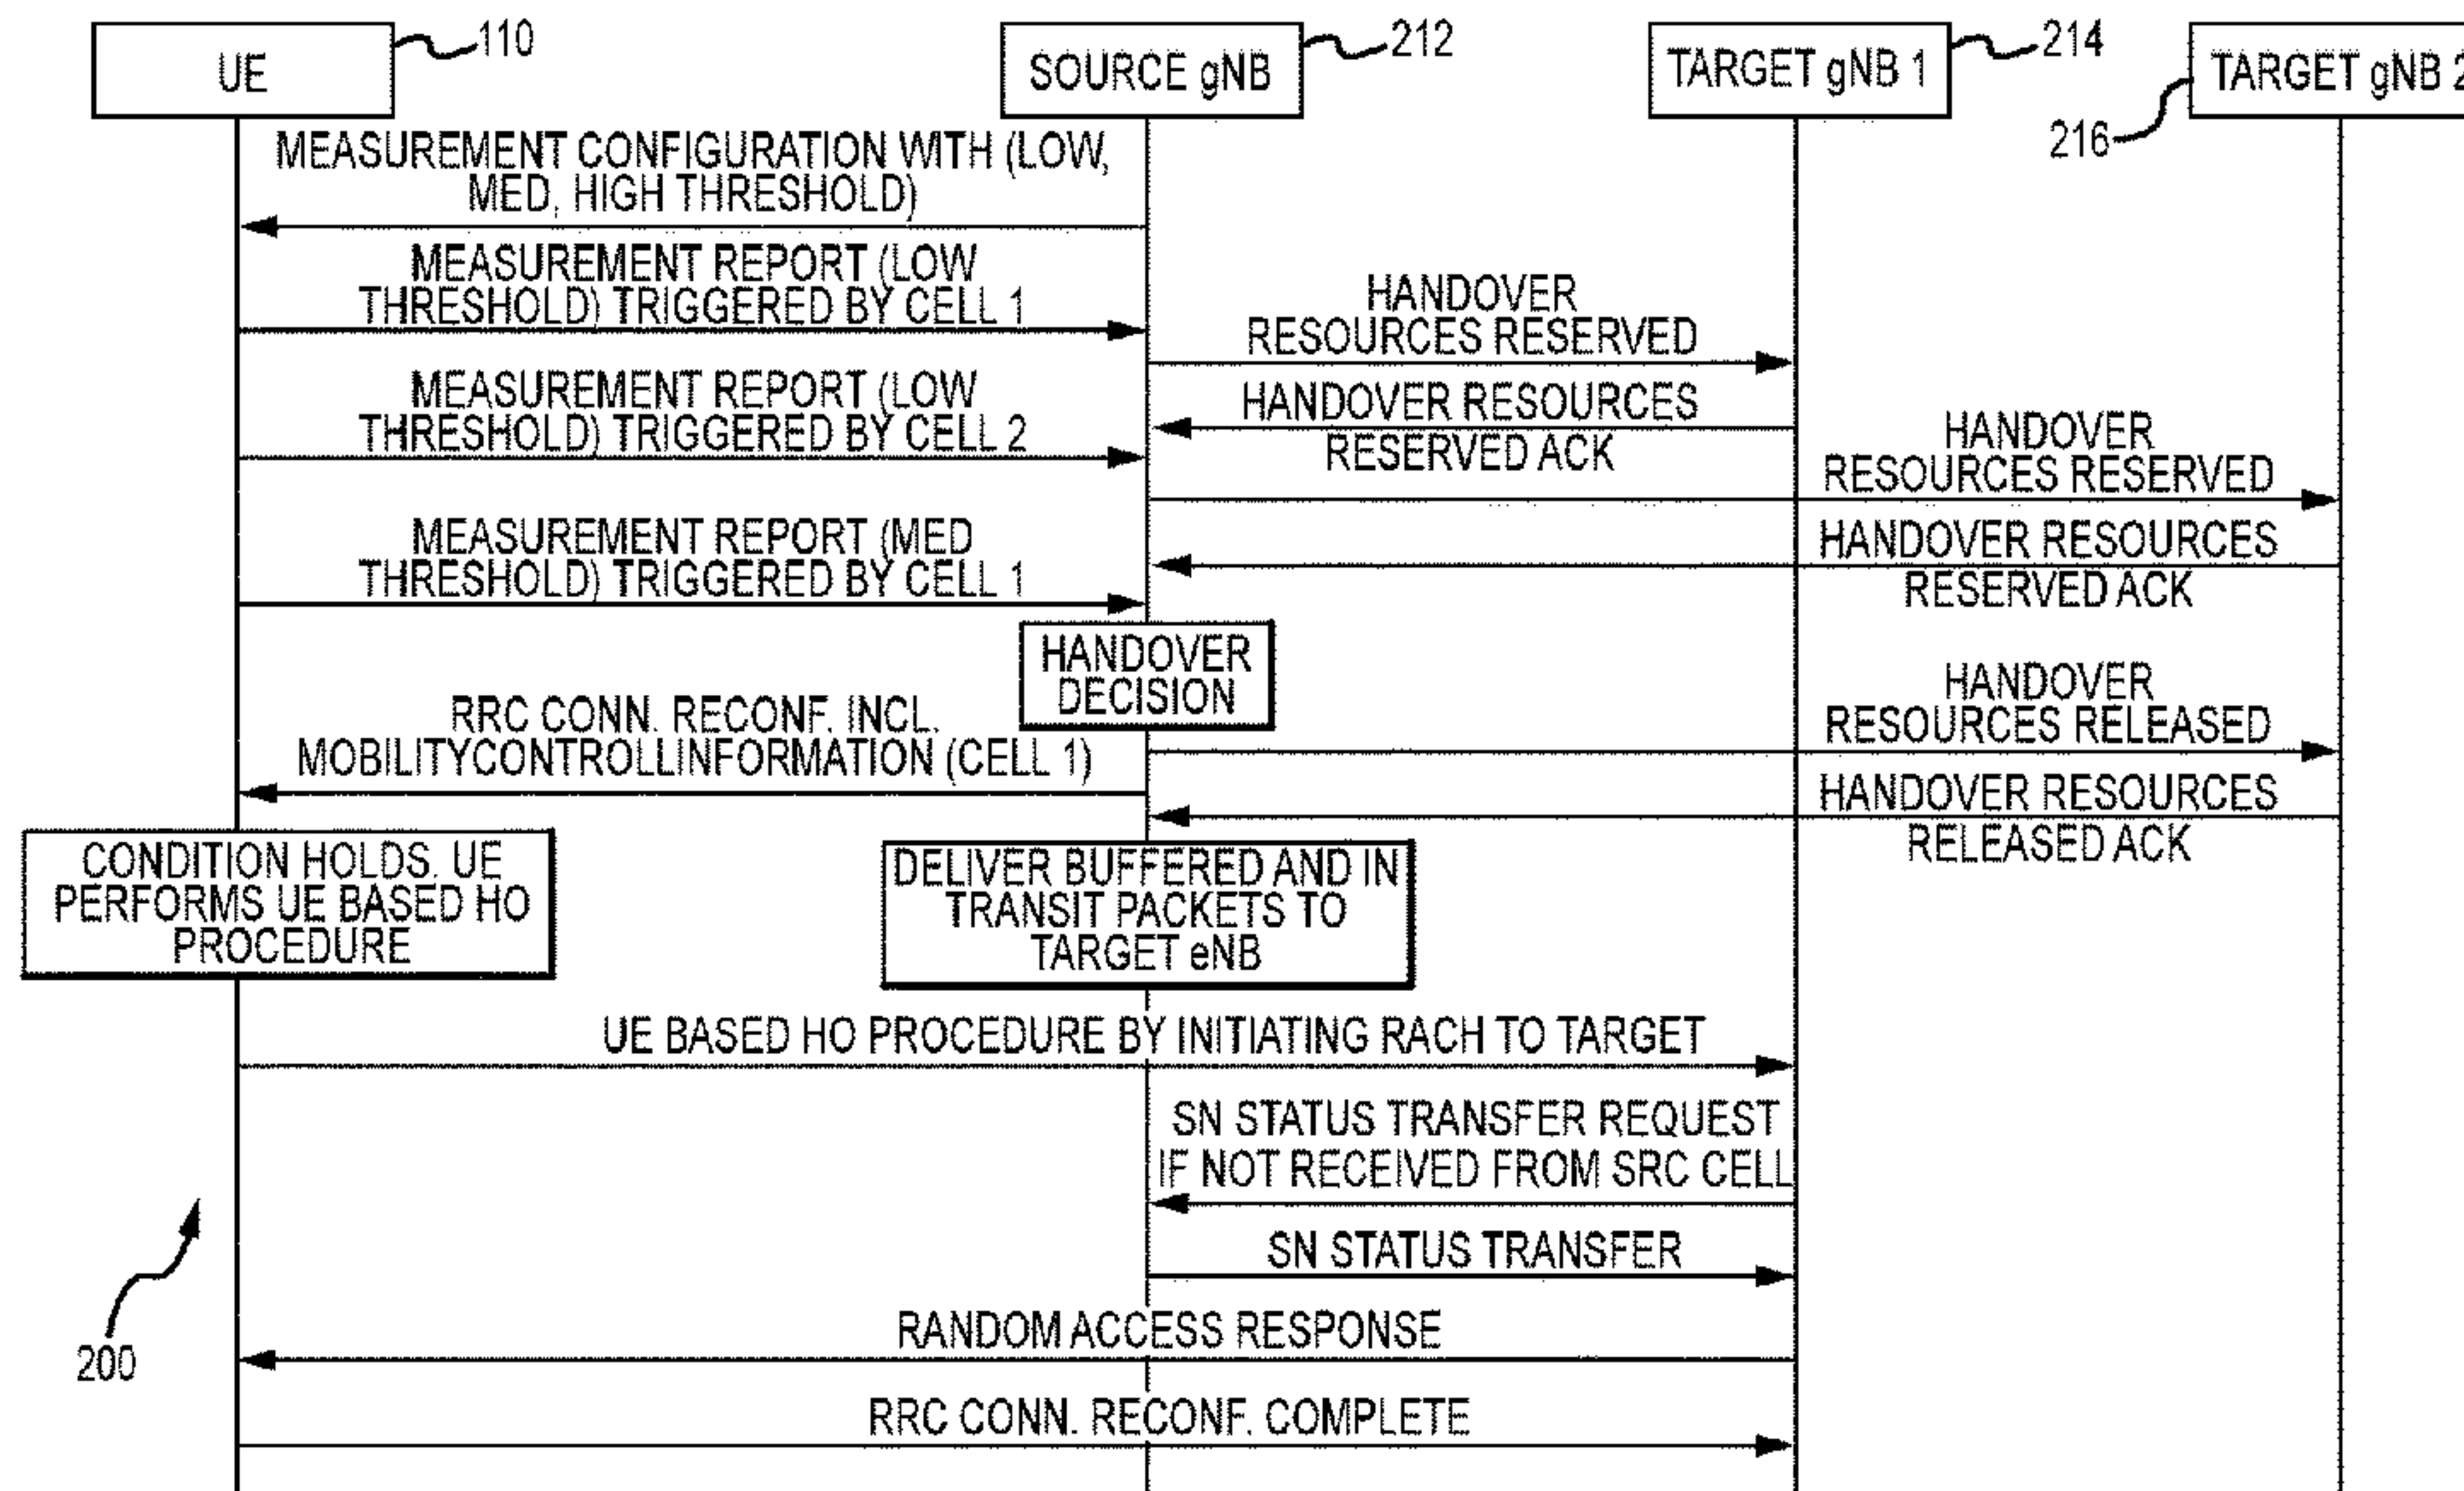 UE
110
SOURCE gNB
212
TARGET gNB 1
214
TARGET gNB 2
216
MEASUREMENT CONFIGURATION WITH (LOW,
MED, HIGH THRESHOLD)
MEASUREMENT REPORT (LOW
THRESHOLD) TRIGGERED BY CELL 1
HANDOVER
RESOURCES RESERVED
MEASUREMENT REPORT (LOW
THRESHOLD) TRIGGERED BY CELL 2
HANDOVER RESOURCES
RESERVED ACK
HANDOVER
RESOURCES RESERVED
MEASUREMENT REPORT (MED
THRESHOLD) TRIGGERED BY CELL 1
HANDOVER RESOURCES
RESERVED ACK
HANDOVER
DECISION
HANDOVER
RESOURCES RELEASED
RRC CONN. RECONF. INCL.
MOBILITYCONTROLLINFORMATION (CELL 1)
HANDOVER RESOURCES
RELEASED ACK
CONDITION HOLDS. UE
PERFORMS UE BASED HO
PROCEDURE
DELIVER BUFFERED AND IN
TRANSIT PACKETS TO
TARGET eNB
UE BASED HO PROCEDURE BY INITIATING RACH TO TARGET
SN STATUS TRANSFER REQUEST
IF NOT RECEIVED FROM SRC CELL
SN STATUS TRANSFER
RANDOM ACCESS RESPONSE
200
RRC CONN. RECONF. COMPLETE